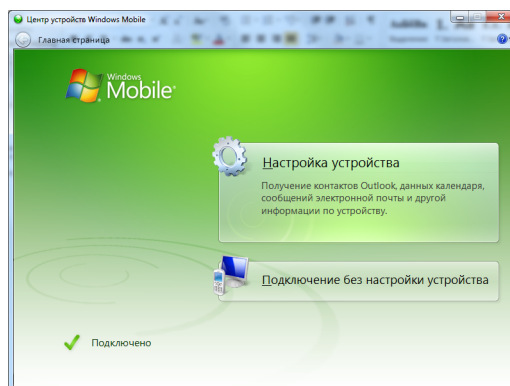 Центр устройств Windows Mobile
Главная страница
Windows
Mobile
Настройка устройства
Получение контактов Outlook, данных календаря,
сообщений электронной почты и другой
информации по устройству.
Подключение без настройки устройства
Подключено